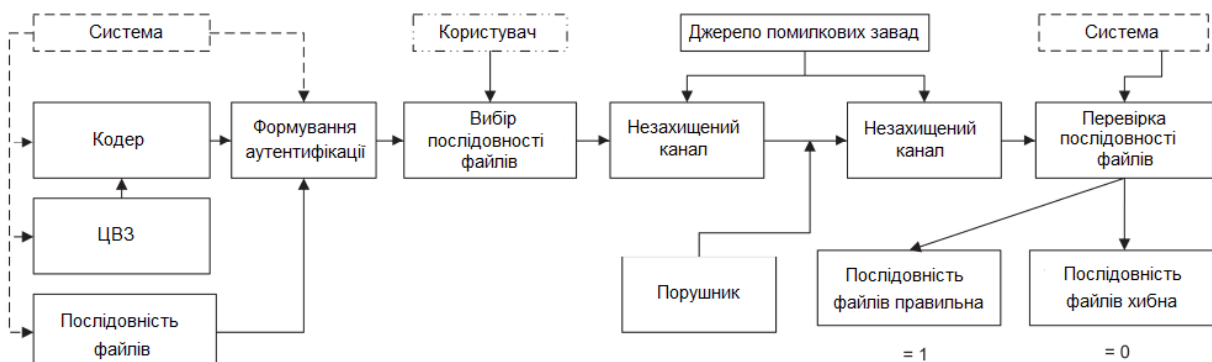 Система
Користувач
Джерело помилкових завад
Система
Кодер
Формування
аутентифікації
Вибір
послідовності
файлів
Незахищений
канал
Незахищений
канал
Перевірка
послідовності
файлів
ЦВЗ
Порушник
Послідовність
файлів правильна
Послідовність
файлів хибна
Послідовність
файлів
= 1
= 0